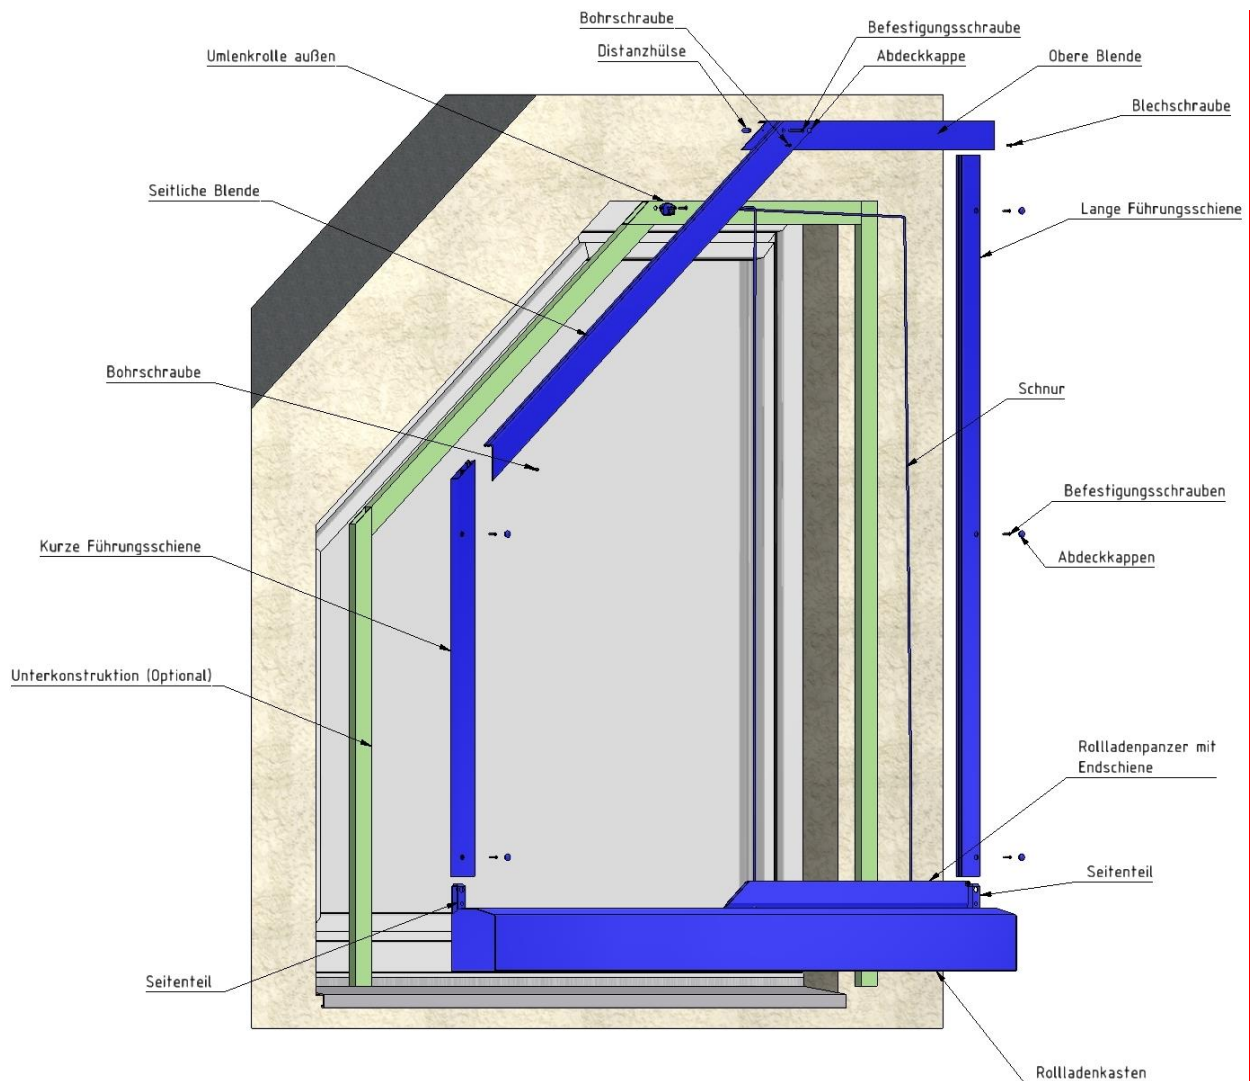 Bohrschraube
Befestigungsschraube
Umlenkrolle außen
Distanzhülse
Abdeckkappe
Obere Blende
Blechschraube
Seitliche Blende
Lange Führungsschiene
Bohrschraube
Schnur
Befestigungsschrauben
Kurze Führungsschiene
Abdeckkappen
Unterkonstruktion (Optional)
Rollladenpanzer mit
Endschiene
Seitenteil
Seitenteil
Rollladenkasten